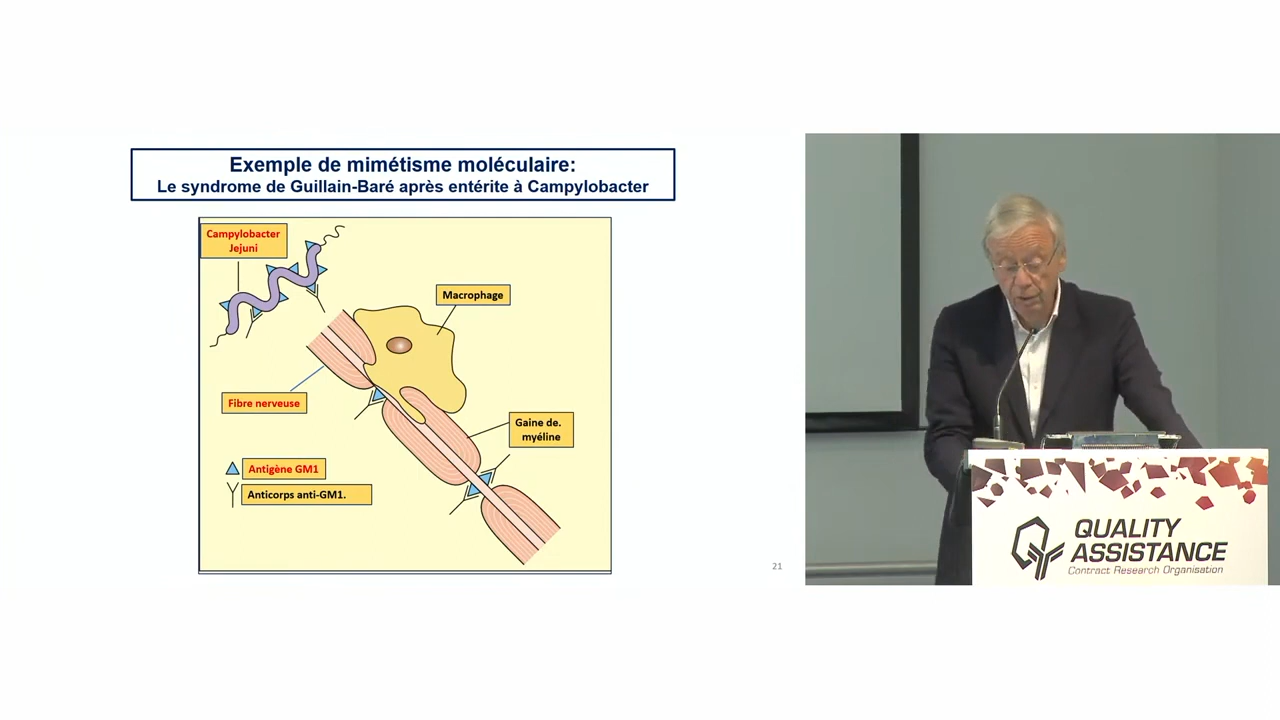 Exemple de mimétisme moléculaire:
Le syndrome de Guillain-Baré après entérite à Campylobacter
Campylobacter
Jejuni
Macrophage
Fibre nerveuse
Gaine de.
myéline
Antigène GM1
Anticorps anti-GM1.
21
QUALITY
ASSISTANCE
Contract Research Organisation